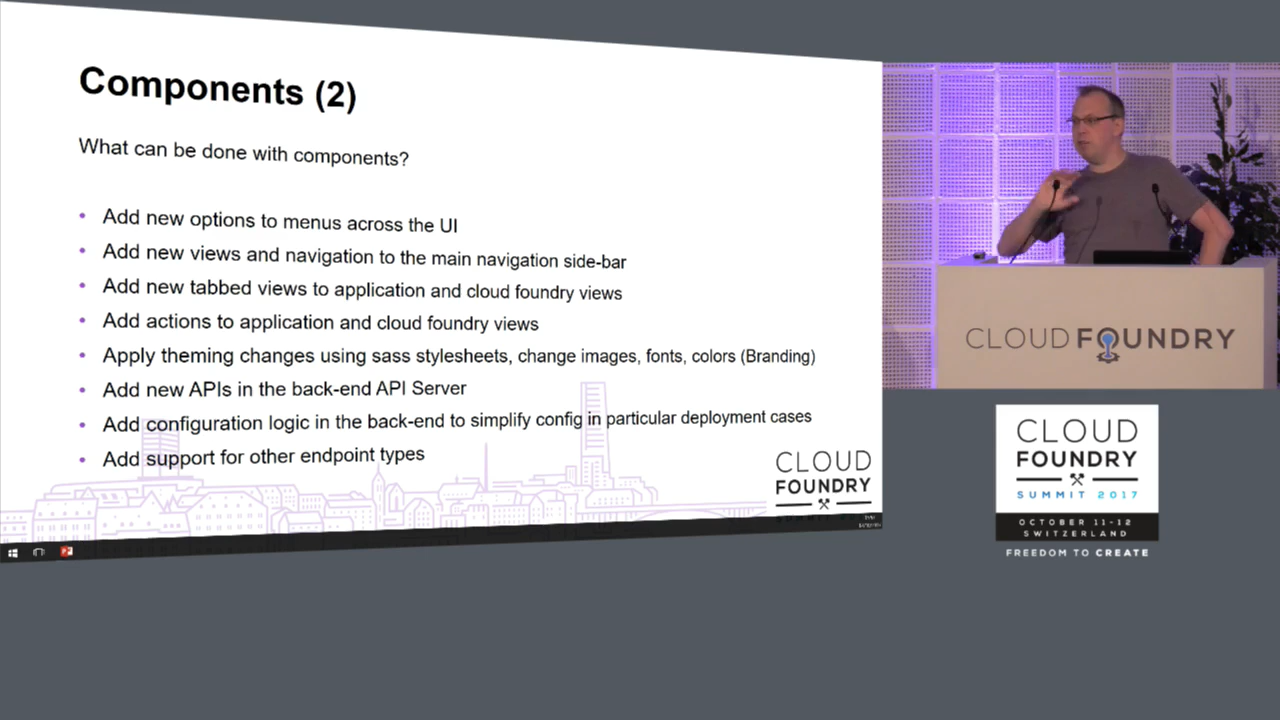 Components (2)
What can be done with components?
• Add new options to menus across the UI
• Add new views and navigation to the main navigation side-bar
• Add new tabbed views to application and cloud foundry views
• Add actions to application and cloud foundry views
• Apply theming changes using sass stylesheets, change images, fonts, colors (Branding)
• Add new APIs in the back-end API Server
• Add configuration logic in the back-end to simplify config in particular deployment cases
• Add support for other endpoint types
CLOUD
FOUNDRY
CLOUD FOUNDRY
CLOUD
FOUNDRY
SUMMIT 2017
OCTOBER 11-12
SWITZERLAND
FREEDOM TO CREATE